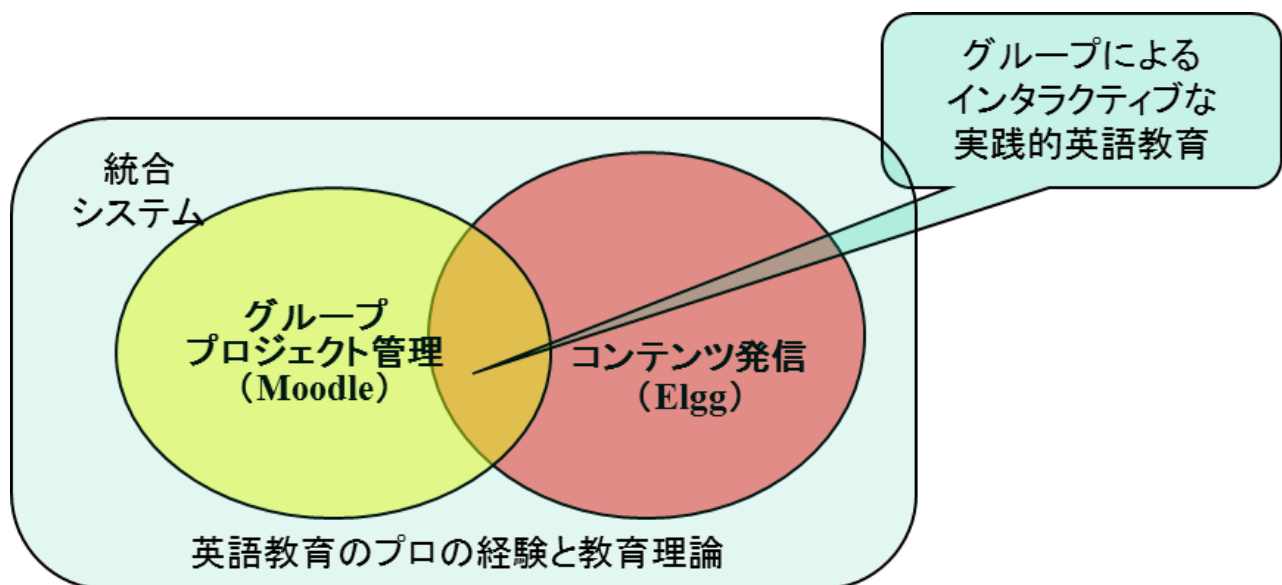 グループによる
インタラクティブな
実践的英語教育
統合
システム
グループ
プロジェクト管理
（Moodle）
コンテンツ発信
（Elgg）
英語教育のプロの経験と教育理論